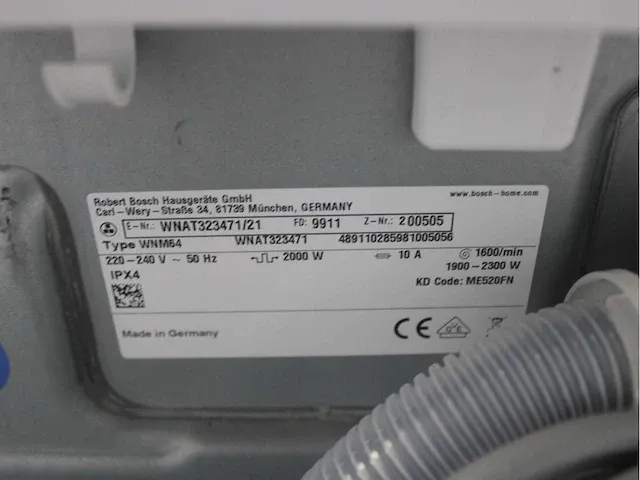 Robert Bosch Hausgeräte GmbH
www.bosch-home.com
Carl-Wery-Straße 34, 81739 München, GERMANY
E-Nr.: WNAT323471/21 FD: 9911 Z-Nr.: 200505
Type WNM64 WNAT323471 489110285981005056
220-240 V ~ 50 Hz 2000 W 10 A 1600/min
1900-2300 W
IPX4 KD Code: ME520FN
Made in Germany CE